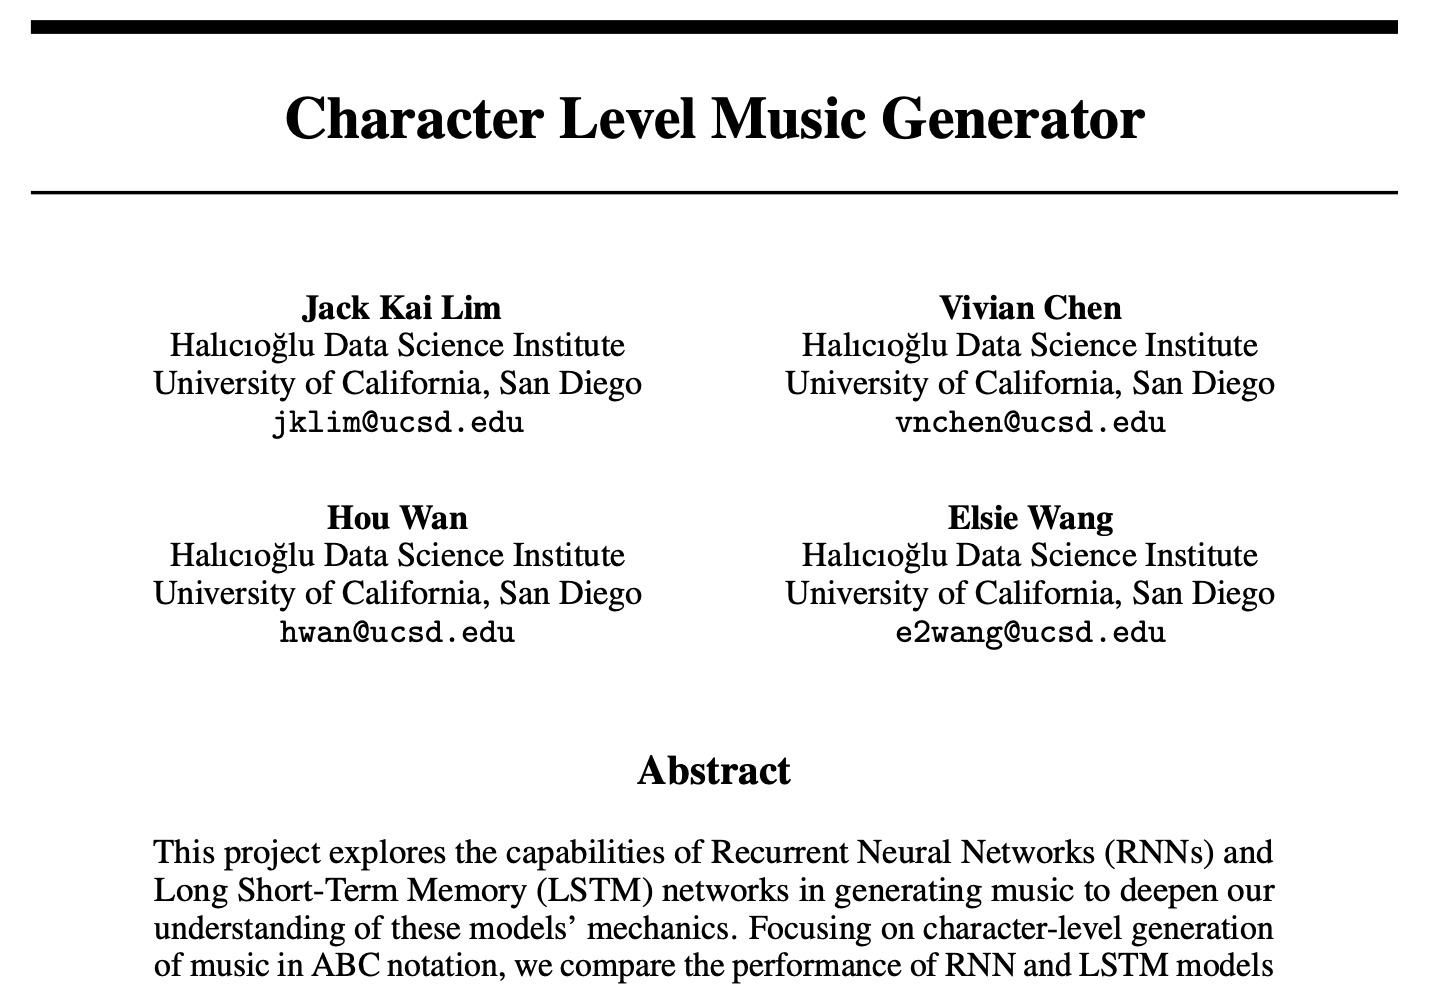 Character Level Music Generator
Jack Kai Lim
Halıcıoğlu Data Science Institute
University of California, San Diego
jklim@ucsd.edu
Vivian Chen
Halıcıoğlu Data Science Institute
University of California, San Diego
vnchen@ucsd.edu
Hou Wan
Halıcıoğlu Data Science Institute
University of California, San Diego
hwan@ucsd.edu
Elsie Wang
Halıcıoğlu Data Science Institute
University of California, San Diego
e2wang@ucsd.edu
Abstract
This project explores the capabilities of Recurrent Neural Networks (RNNs) and
Long Short-Term Memory (LSTM) networks in generating music to deepen our
understanding of these models’ mechanics. Focusing on character-level generation
of music in ABC notation, we compare the performance of RNN and LSTM models